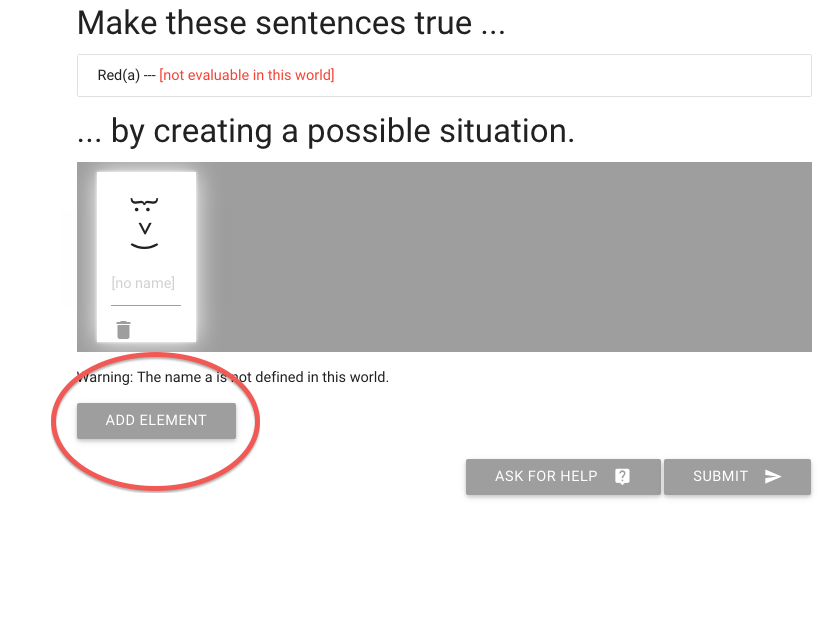 Make these sentences true ...
Red(a) --- [not evaluable in this world]
... by creating a possible situation.
[no name]
Warning: The name a is not defined in this world.
ADD ELEMENT
ASK FOR HELP
SUBMIT